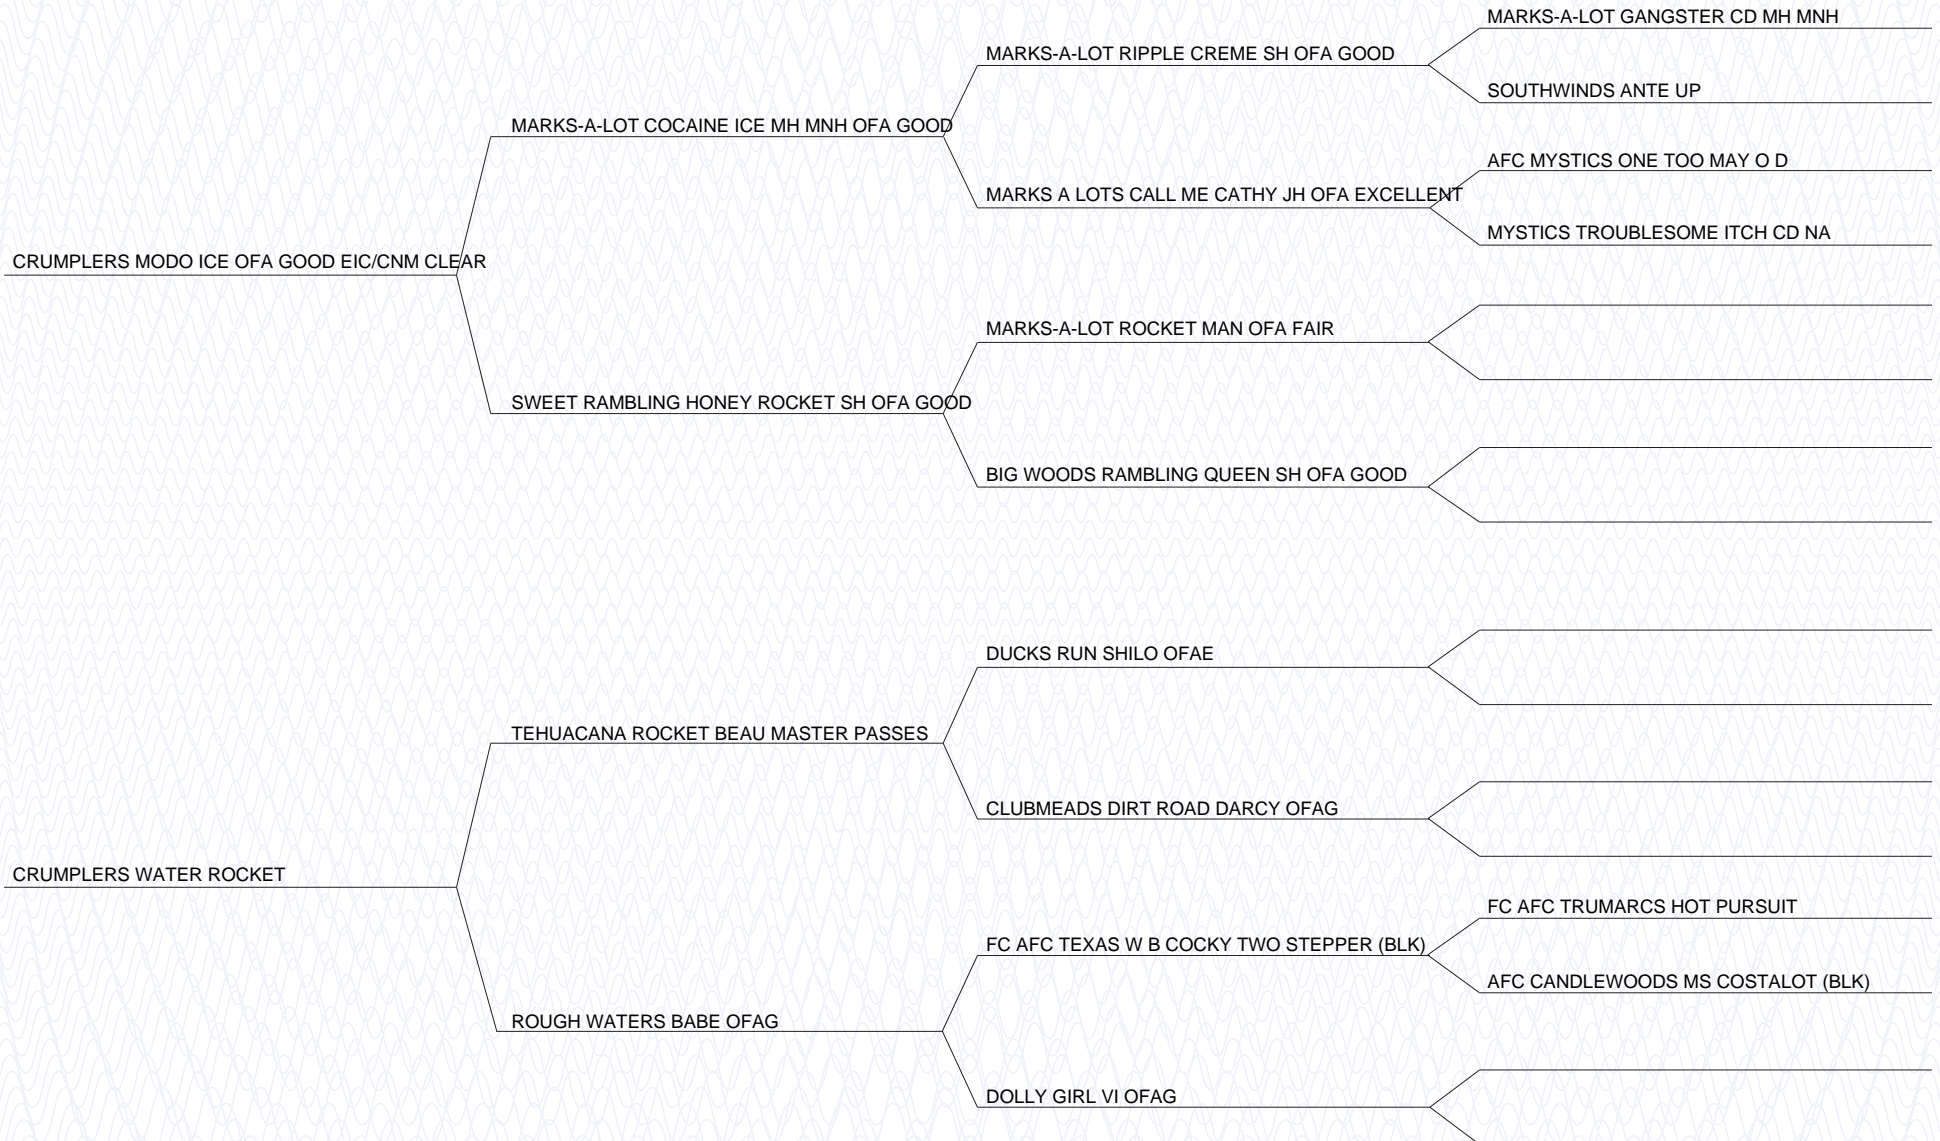 MARKS-A-LOT GANGSTER CD MH MNH
MARKS-A-LOT RIPPLE CREME SH OFA GOOD
SOUTHWINDS ANTE UP
MARKS-A-LOT COCAINE ICE MH MNH OFA GOOD
AFC MYSTICS ONE TOO MAY O D
MARKS A LOTS CALL ME CATHY JH OFA EXCELLENT
MYSTICS TROUBLESOME ITCH CD NA
CRUMPLERS MODO ICE OFA GOOD EIC/CNM CLEAR
MARKS-A-LOT ROCKET MAN OFA FAIR
SWEET RAMBLING HONEY ROCKET SH OFA GOOD
BIG WOODS RAMBLING QUEEN SH OFA GOOD
DUCKS RUN SHILO OFAE
TEHUACANA ROCKET BEAU MASTER PASSES
CLUBMEADS DIRT ROAD DARCY OFAG
CRUMPLERS WATER ROCKET
FC AFC TRUMARCS HOT PURSUIT
FC AFC TEXAS W B COCKY TWO STEPPER (BLK)
AFC CANDLEWOODS MS COSTALOT (BLK)
ROUGH WATERS BABE OFAG
DOLLY GIRL VI OFAG